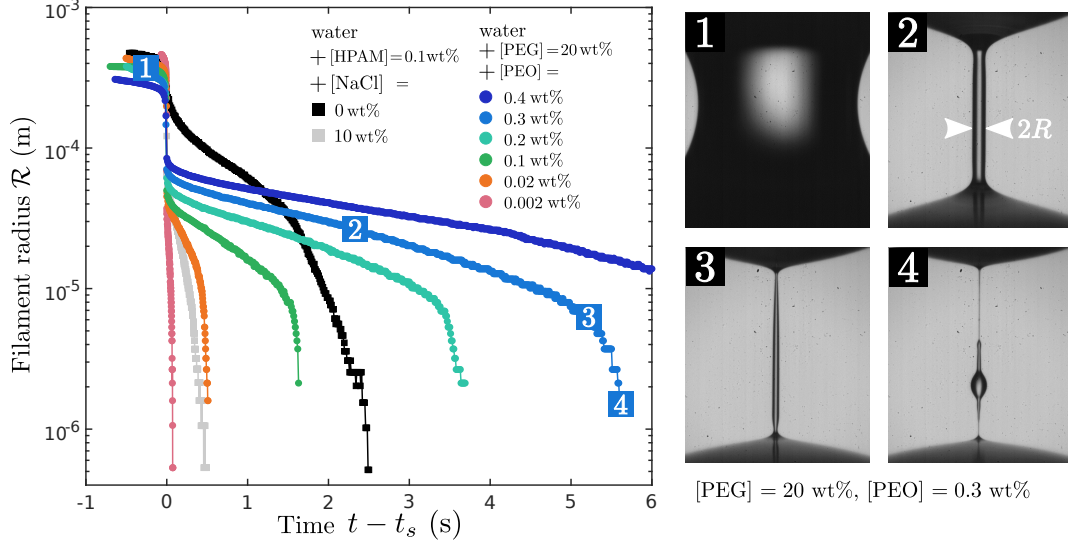 Filament radius R (m)
10⁻³
10⁻⁴
10⁻⁵
10⁻⁶
-1 0 1 2 3 4 5 6
Time t − tₛ (s)
water
+ [HPAM]=0.1wt%
+ [NaCl] =
0 wt%
10 wt%
water
+ [PEG]=20 wt%
+ [PEO] =
0.4 wt%
0.3 wt%
0.2 wt%
0.1 wt%
0.02 wt%
0.002 wt%
1
2
3
4
1
2
2R
3
4
[PEG] = 20 wt%, [PEO] = 0.3 wt%